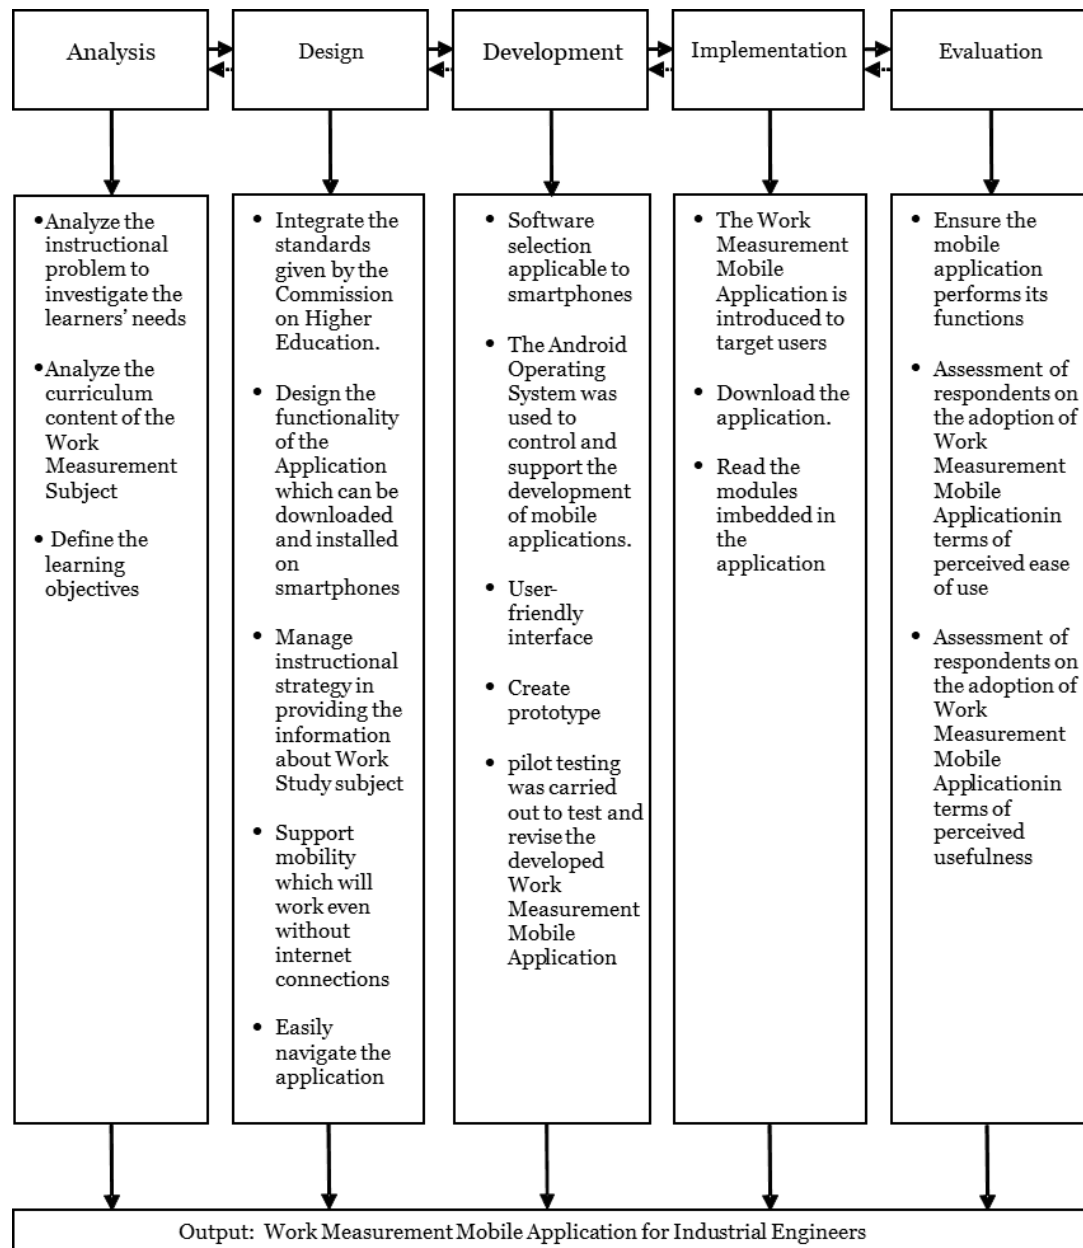 Analysis
Design
Development
Implementation
Evaluation
•Analyze the
instructional
problem to
investigate the
learners’ needs
•Analyze the
curriculum
content of the
Work
Measurement
Subject
• Define the
learning
objectives
• Integrate the
standards
given by the
Commission
on Higher
Education.
• Design the
functionality
of the
Application
which can be
downloaded
and installed
on
smartphones
• Manage
instructional
strategy in
providing the
information
about Work
Study subject
• Support
mobility
which will
work even
without
internet
connections
• Easily
navigate the
application
• Software
selection
applicable to
smartphones
• The Android
Operating
System was
used to
control and
support the
development
of mobile
applications.
• User-
friendly
interface
• Create
prototype
• pilot testing
was carried
out to test and
revise the
developed
Work
Measurement
Mobile
Application
• The Work
Measurement
Mobile
Application is
introduced to
target users
• Download the
application.
• Read the
modules
imbedded in
the
application
• Ensure the
mobile
application
performs its
functions
• Assessment of
respondents on
the adoption of
Work
Measurement
Mobile
Applicationin
terms of
perceived ease
of use
• Assessment of
respondents on
the adoption of
Work
Measurement
Mobile
Applicationin
terms of
perceived
usefulness
Output: Work Measurement Mobile Application for Industrial Engineers